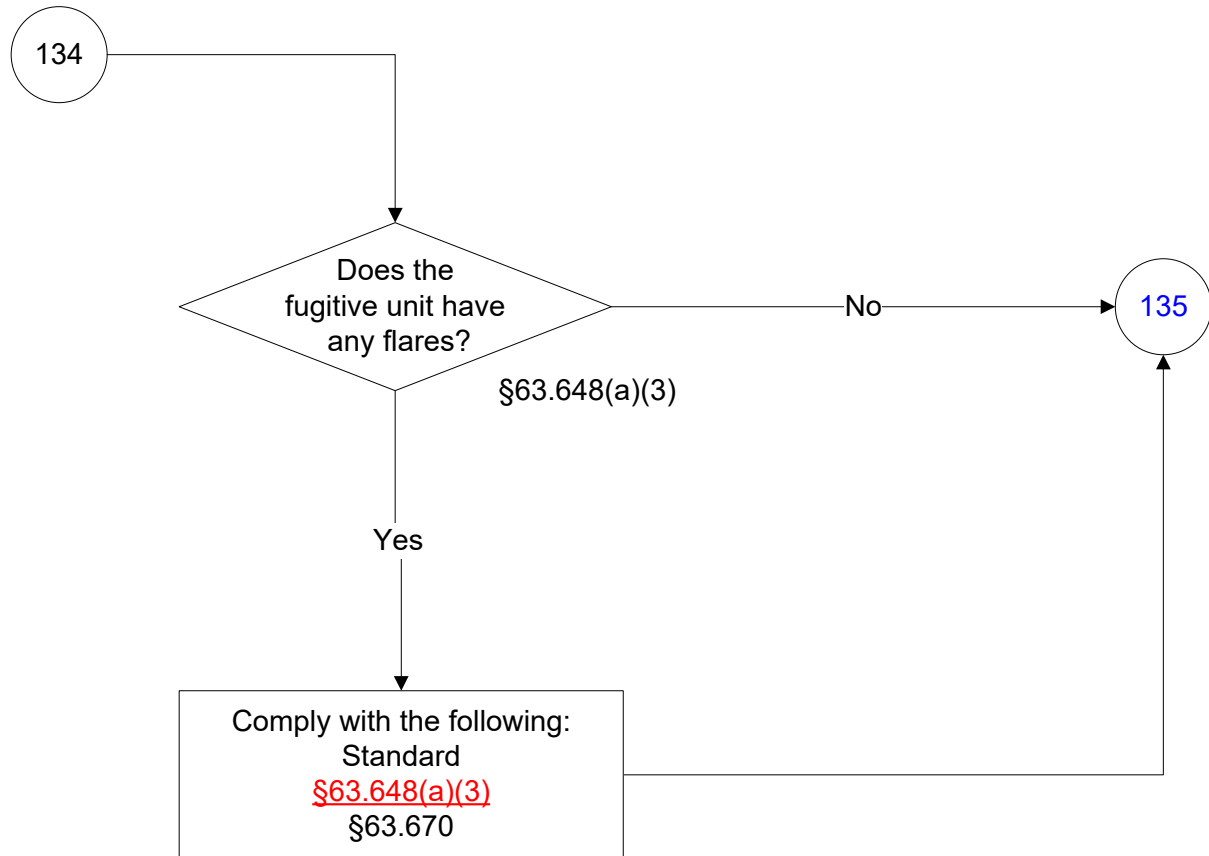 134
Does the
fugitive unit have
any flares?
No
135
§63.648(a)(3)
Yes
Comply with the following:
Standard
§63.648(a)(3)
§63.670